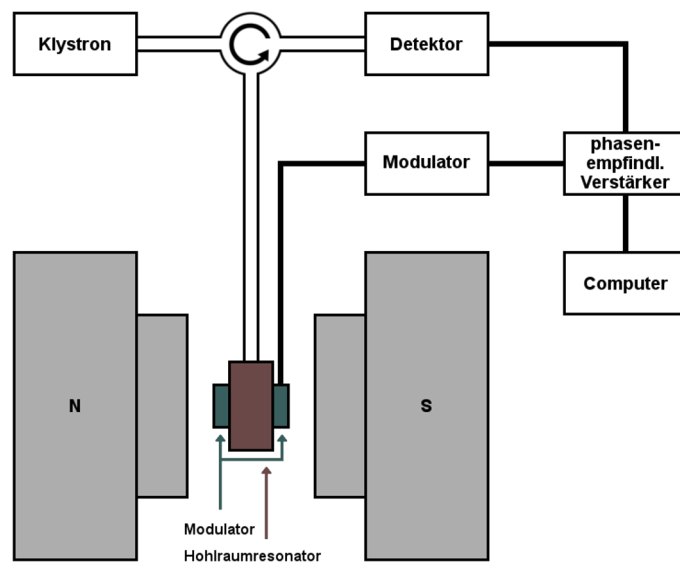 Klystron
Detektor
Modulator
phasen-
empfindl.
Verstärker
Computer
N
S
Modulator
Hohlraumresonator